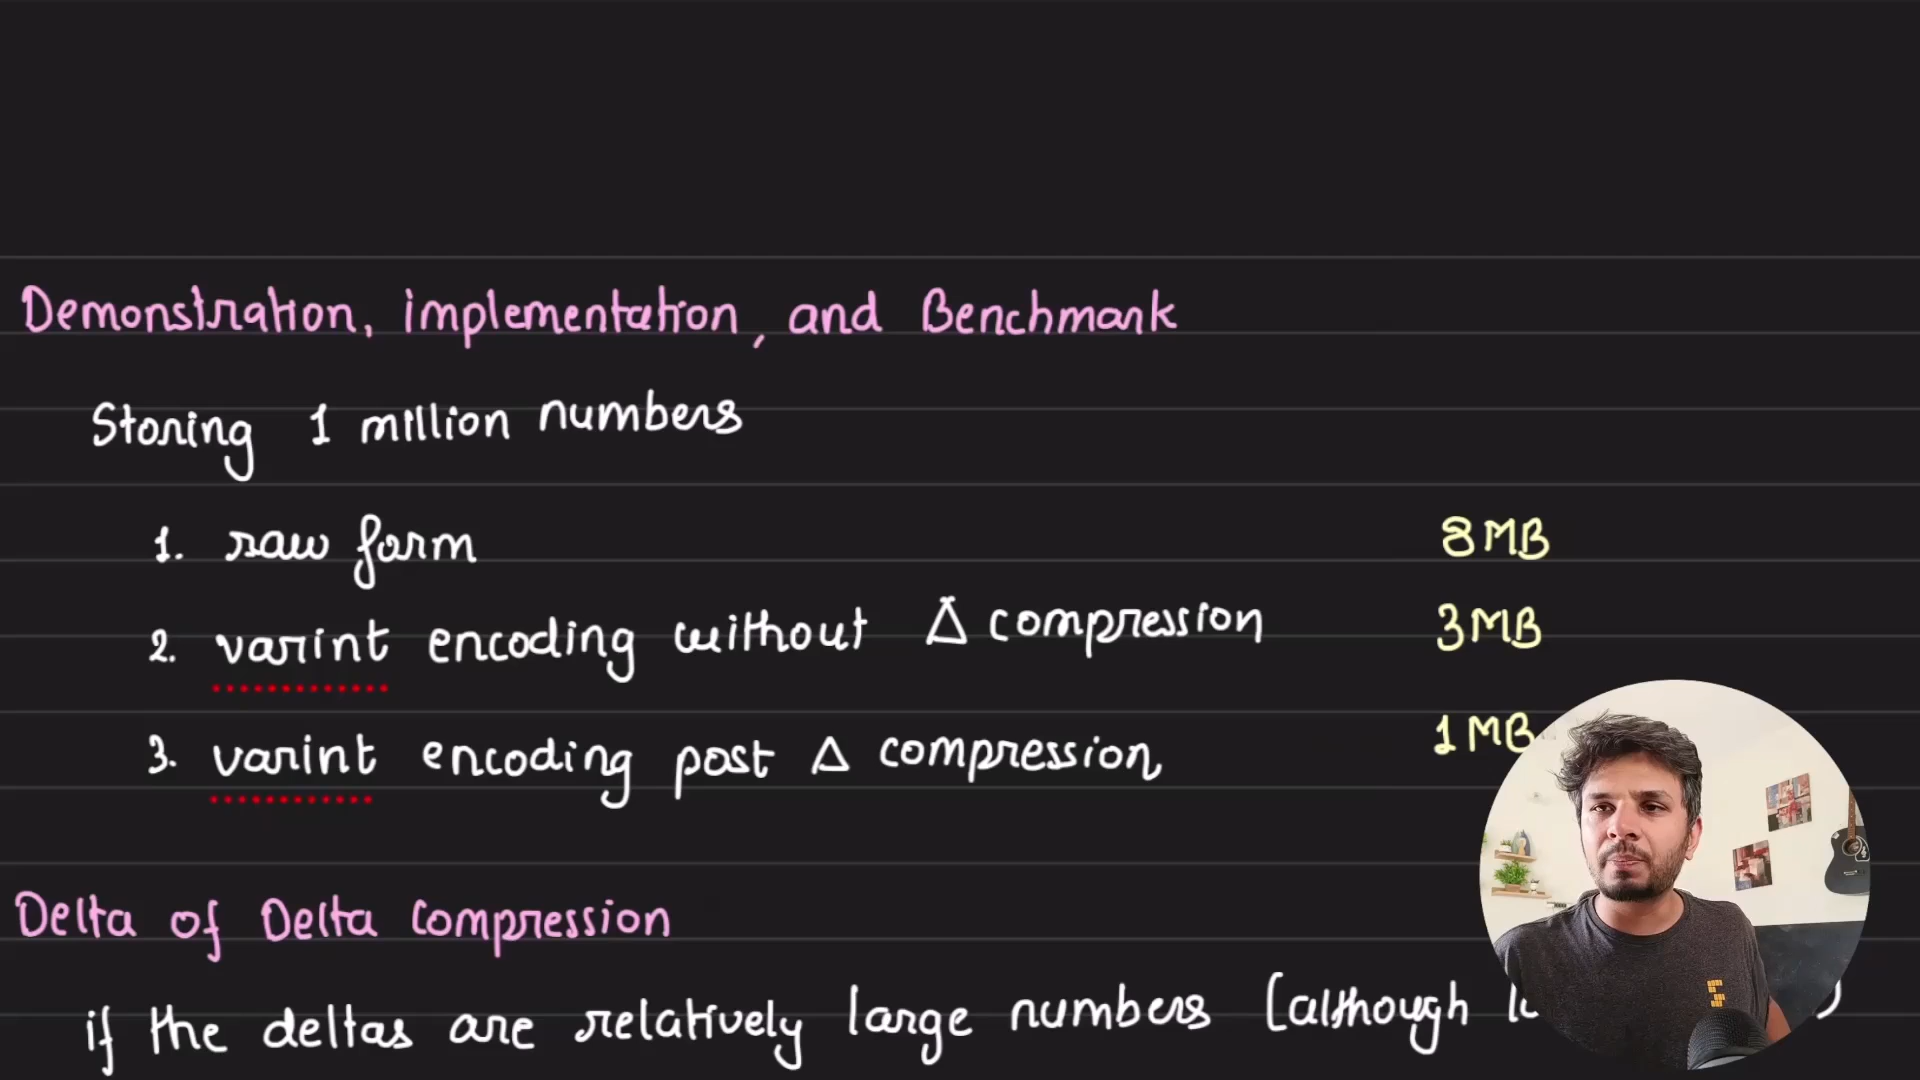 Demonstration, implementation, and Benchmark
Storing 1 million numbers
1. raw form 8MB
2. varint encoding without Δ compression 3MB
3. varint encoding post Δ compression 1MB
Delta of Delta Compression
if the deltas are relatively large numbers (although